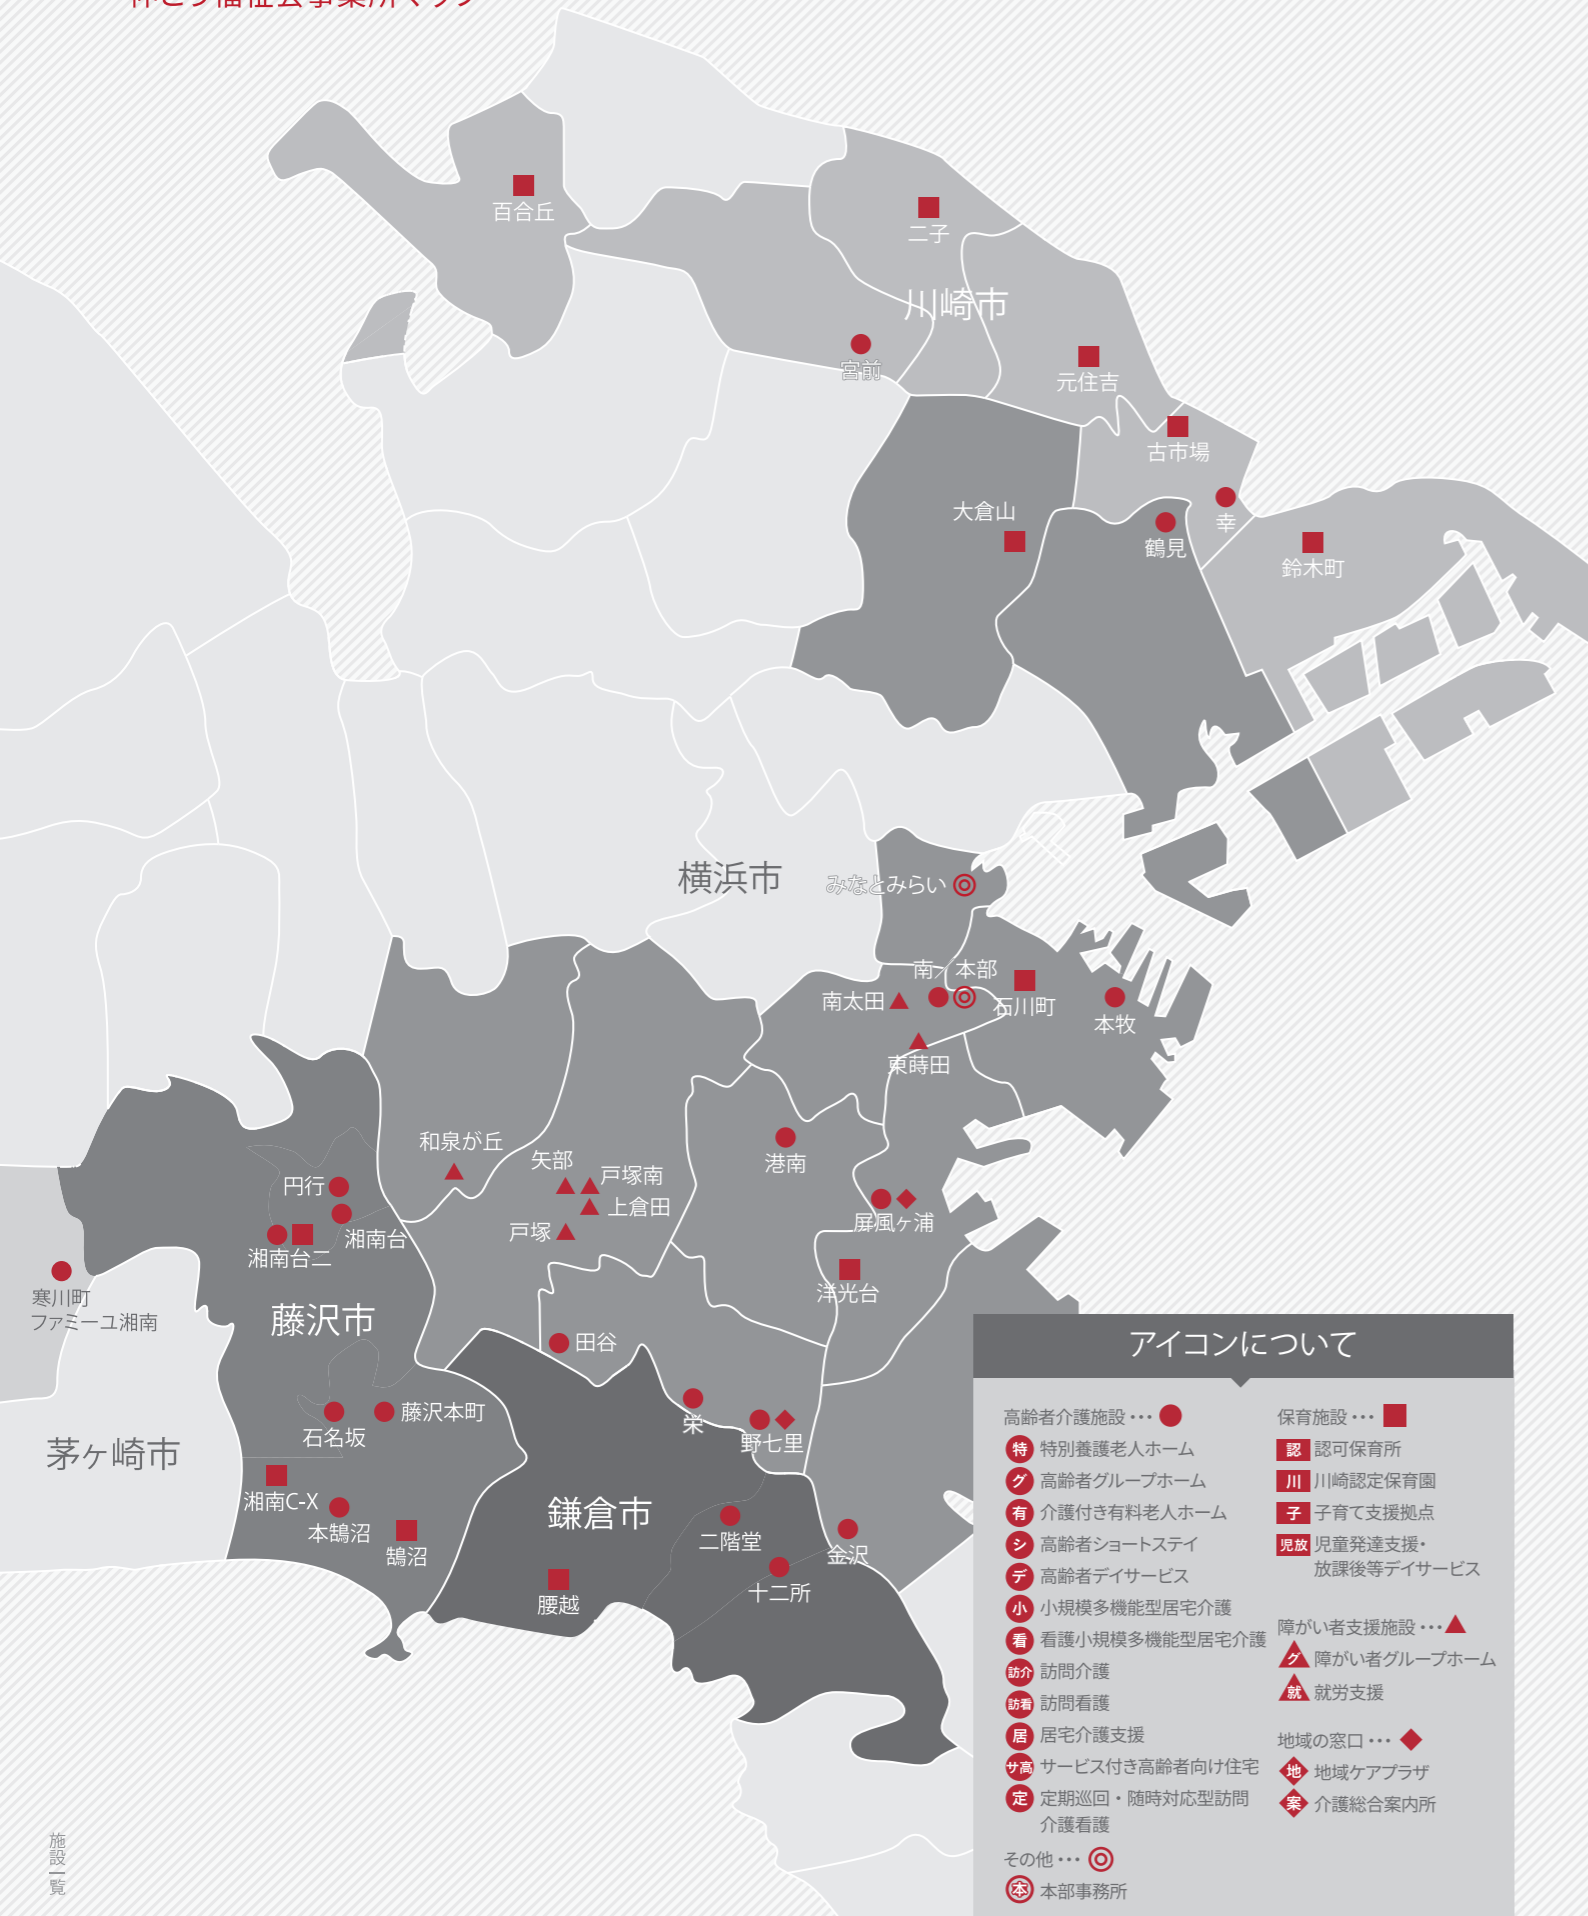 福祉会事業所マップ
百合丘
二子
川崎市
宮前
元住吉
古市場
大倉山
幸
鶴見
鈴木町
横浜市
みなとみらい
南/本部
南太田
石川町
本牧
東蒔田
和泉が丘
矢部
戸塚南
港南
円行
上倉田
湘南台
戸塚
屏風ヶ浦
湘南台二
洋光台
寒川町
ファミーユ湘南
藤沢市
田谷
藤沢本町
石名坂
栄
野七里
茅ヶ崎市
湘南C-X
鎌倉市
本鵠沼
鵠沼
二階堂
金沢
腰越
十二所
アイコンについて
高齢者介護施設･･･
特 特別養護老人ホーム
グ 高齢者グループホーム
有 介護付き有料老人ホーム
シ 高齢者ショートステイ
デ 高齢者デイサービス
小 小規模多機能型居宅介護
看 看護小規模多機能型居宅介護
訪介 訪問介護
訪看 訪問看護
居 居宅介護支援
サ高 サービス付き高齢者向け住宅
定 定期巡回・随時対応型訪問
介護看護
その他･･･
本 本部事務所
保育施設･･･
認 認可保育所
川 川崎認定保育園
子 子育て支援拠点
児放 児童発達支援・
放課後等デイサービス
障がい者支援施設･･･
グ 障がい者グループホーム
就 就労支援
地域の窓口･･･
地 地域ケアプラザ
案 介護総合案内所
施設一覧